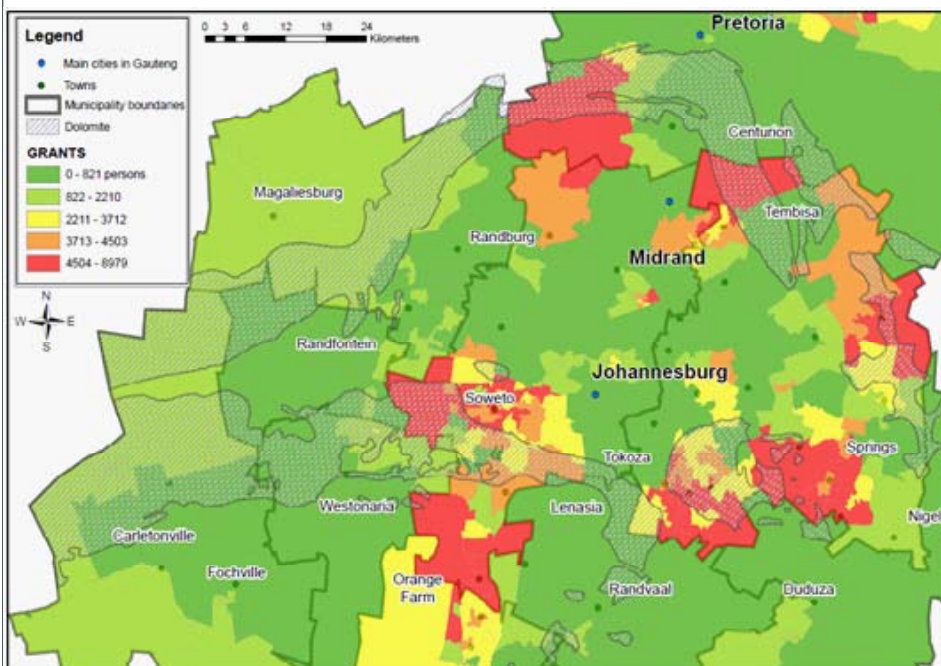 Legend
Main cities in Gauteng
Towns
Municipality boundaries
Dolomite
GRANTS
0 - 821 persons
822 - 2210
2211 - 3712
3713 - 4503
4504 - 8979
0 3 6 12 18 24
Kilometers
N
W E
S
Pretoria
Centurion
Magaliesburg
Tembisa
Randburg
Midrand
Randfontein
Johannesburg
Soweto
Springs
Tokoza
Westonaria
Lenasia
Nigel
Carletonville
Fochville
Orange
Farm
Randvaal
Duduza